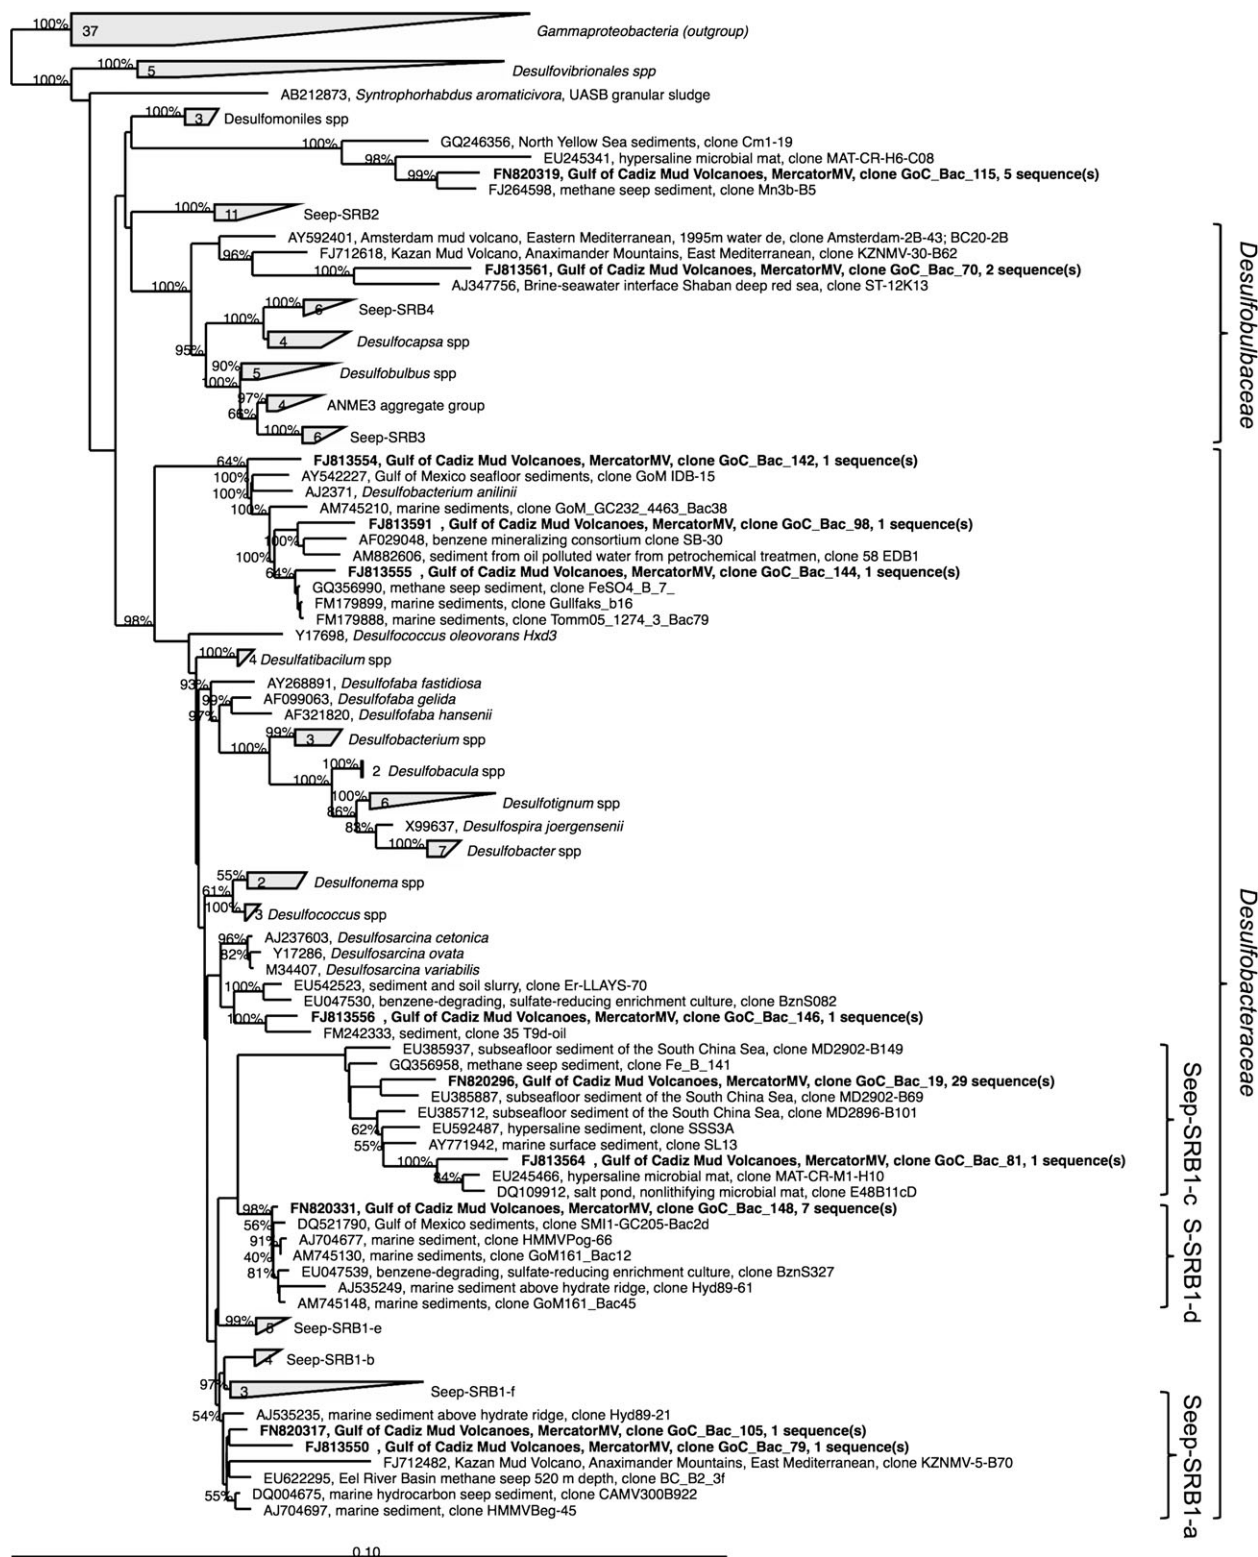 100% 37 Gammaproteobacteria (outgroup)
100% 5 Desulfovibrionales spp
100%
AB212873, Syntrophorhabdus aromaticivora, UASB granular sludge
100% 3 Desulfomoniles spp
100% GQ246356, North Yellow Sea sediments, clone Cm1-19
98% EU245341, hypersaline microbial mat, clone MAT-CR-H6-C08
99% FN820319, Gulf of Cadiz Mud Volcanoes, MercatorMV, clone GoC_Bac_115, 5 sequence(s)
FJ264598, methane seep sediment, clone Mn3b-B5
100% 11 Seep-SRB2
AY592401, Amsterdam mud volcano, Eastern Mediterranean, 1995m water de, clone Amsterdam-2B-43; BC20-2B
96% FJ712618, Kazan Mud Volcano, Anaximander Mountains, East Mediterranean, clone KZNMV-30-B62
100% FJ813561, Gulf of Cadiz Mud Volcanoes, MercatorMV, clone GoC_Bac_70, 2 sequence(s)
100% AJ347756, Brine-seawater interface Shaban deep red sea, clone ST-12K13
100% 6 Seep-SRB4
100%
4 Desulfocapsa spp
95%
90% 5 Desulfobulbus spp
100%
97% 4 ANME3 aggregate group
66%
100% 6 Seep-SRB3
Desulfobulbaceae
64% FJ813554, Gulf of Cadiz Mud Volcanoes, MercatorMV, clone GoC_Bac_142, 1 sequence(s)
100% AY542227, Gulf of Mexico seafloor sediments, clone GoM IDB-15
100% AJ2371, Desulfobacterium anilinii
100% AM745210, marine sediments, clone GoM_GC232_4463_Bac38
FJ813591 , Gulf of Cadiz Mud Volcanoes, MercatorMV, clone GoC_Bac_98, 1 sequence(s)
100% AF029048, benzene mineralizing consortium clone SB-30
100% AM882606, sediment from oil polluted water from petrochemical treatmen, clone 58 EDB1
64% FJ813555 , Gulf of Cadiz Mud Volcanoes, MercatorMV, clone GoC_Bac_144, 1 sequence(s)
GQ356990, methane seep sediment, clone FeSO4_B_7_
FM179899, marine sediments, clone Gullfaks_b16
98% FM179888, marine sediments, clone Tomm05_1274_3_Bac79
Y17698, Desulfococcus oleovorans Hxd3
100% 4 Desulfatibacilum spp
93% AY268891, Desulfofaba fastidiosa
99% AF099063, Desulfofaba gelida
97% AF321820, Desulfofaba hansenii
99% 3 Desulfobacterium spp
100%
100% 2 Desulfobacula spp
100%
100% 6 Desulfotignum spp
86%
83% X99637, Desulfospira joergensenii
100% 7 Desulfobacter spp
55% 2 Desulfonema spp
61%
100% 3 Desulfococcus spp
96% AJ237603, Desulfosarcina cetonica
82% Y17286, Desulfosarcina ovata
M34407, Desulfosarcina variabilis
100% EU542523, sediment and soil slurry, clone Er-LLAYS-70
EU047530, benzene-degrading, sulfate-reducing enrichment culture, clone BznS082
100% FJ813556 , Gulf of Cadiz Mud Volcanoes, MercatorMV, clone GoC_Bac_146, 1 sequence(s)
FM242333, sediment, clone 35 T9d-oil
EU385937, subseafloor sediment of the South China Sea, clone MD2902-B149
GQ356958, methane seep sediment, clone Fe_B_141
FN820296, Gulf of Cadiz Mud Volcanoes, MercatorMV, clone GoC_Bac_19, 29 sequence(s)
EU385887, subseafloor sediment of the South China Sea, clone MD2902-B69
EU385712, subseafloor sediment of the South China Sea, clone MD2896-B101
62% EU592487, hypersaline sediment, clone SSS3A
55% AY771942, marine surface sediment, clone SL13
100% FJ813564 , Gulf of Cadiz Mud Volcanoes, MercatorMV, clone GoC_Bac_81, 1 sequence(s)
84% EU245466, hypersaline microbial mat, clone MAT-CR-M1-H10
DQ109912, salt pond, nonlithifying microbial mat, clone E48B11cD
Seep-SRB1-c
98% FN820331, Gulf of Cadiz Mud Volcanoes, MercatorMV, clone GoC_Bac_148, 7 sequence(s)
56% DQ521790, Gulf of Mexico sediments, clone SMI1-GC205-Bac2d
91% AJ704677, marine sediment, clone HMMVPog-66
40% AM745130, marine sediments, clone GoM161_Bac12
81% EU047539, benzene-degrading, sulfate-reducing enrichment culture, clone BznS327
AJ535249, marine sediment above hydrate ridge, clone Hyd89-61
AM745148, marine sediments, clone GoM161_Bac45
S-SRB1-d
99% Seep-SRB1-e
4 Seep-SRB1-b
97% 3 Seep-SRB1-f
54% AJ535235, marine sediment above hydrate ridge, clone Hyd89-21
FN820317, Gulf of Cadiz Mud Volcanoes, MercatorMV, clone GoC_Bac_105, 1 sequence(s)
FJ813550 , Gulf of Cadiz Mud Volcanoes, MercatorMV, clone GoC_Bac_79, 1 sequence(s)
FJ712482, Kazan Mud Volcano, Anaximander Mountains, East Mediterranean, clone KZNMV-5-B70
EU622295, Eel River Basin methane seep 520 m depth, clone BC_B2_3f
55% DQ004675, marine hydrocarbon seep sediment, clone CAMV300B922
AJ704697, marine sediment, clone HMMVBeg-45
Seep-SRB1-a
Desulfobacterraceae
0.10